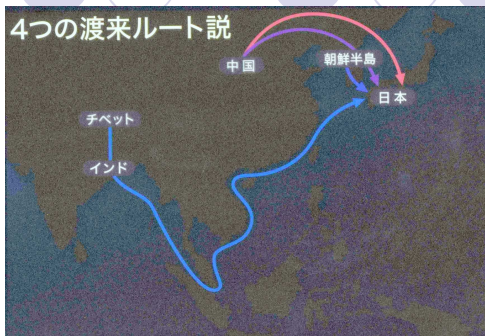 4つの渡来ルート説
中国
朝鮮半島
日本
チベット
インド